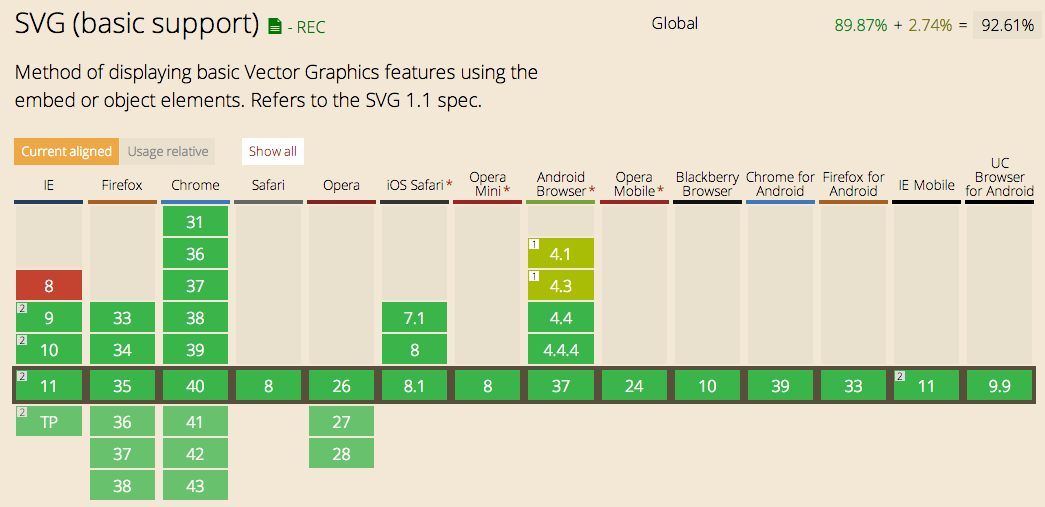 SVG (basic support) - REC
Global 89.87% + 2.74% = 92.61%
Method of displaying basic Vector Graphics features using the
embed or object elements. Refers to the SVG 1.1 spec.
Current aligned Usage relative Show all
IE Firefox Chrome Safari Opera iOS Safari* Opera Mini* Android Browser* Opera Mobile* Blackberry Browser Chrome for Android Firefox for Android IE Mobile UC Browser for Android
31
36 1 4.1
8 37 1 4.3
2 9 33 38 7.1 4.4
2 10 34 39 8 4.4.4
2 11 35 40 8 26 8.1 8 37 24 10 39 33 2 11 9.9
2 TP 36 41 27
37 42 28
38 43